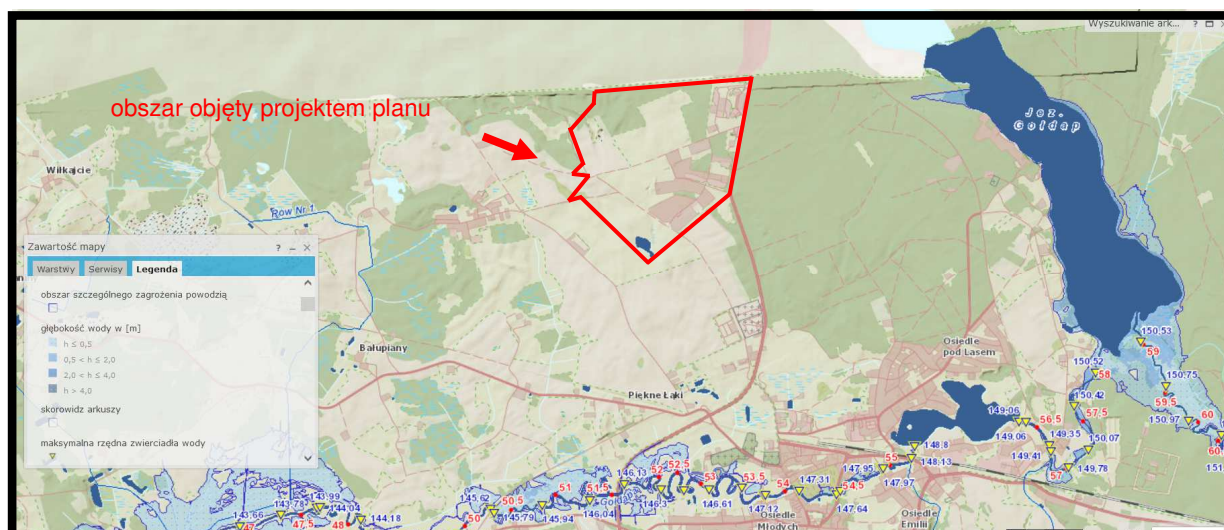 Wyszukiwanie ark... ?
obszar objęty projektem planu
Jez.
Gołdap
Wilkajcie
Row Nr 1
Zawartość mapy ?
Warstwy Serwisy Legenda
obszar szczególnego zagrożenia powodzią
głębokość wody w [m]
h ≤ 0,5
0,5 < h ≤ 2,0
2,0 < h ≤ 4,0
h > 4,0
skorowidz arkuszy
maksymalna rzędna zwierciadła wody
Bałupiany
Piękne Łąki
Osiedle
pod Lasem
150,53
59
150,52
58
150,75
59,5
150,42
57,5
150,97
60
149,06
56,5
149,06
149,35
150,07
149,41
57
149,78
60
151
148,8
55
148,13
147,95
147,97
146,13
52
52,5
53
53,5
54
147,31
54,5
51
51,5
Gołdap
146,3
146,61
147,12
147,64
145,62
50,5
50
145,79
145,94
146,04
143,99
143,78
144,04
143,66
47
47,5
48
144,18
Osiedle
Młodych
Osiedle
Emilii